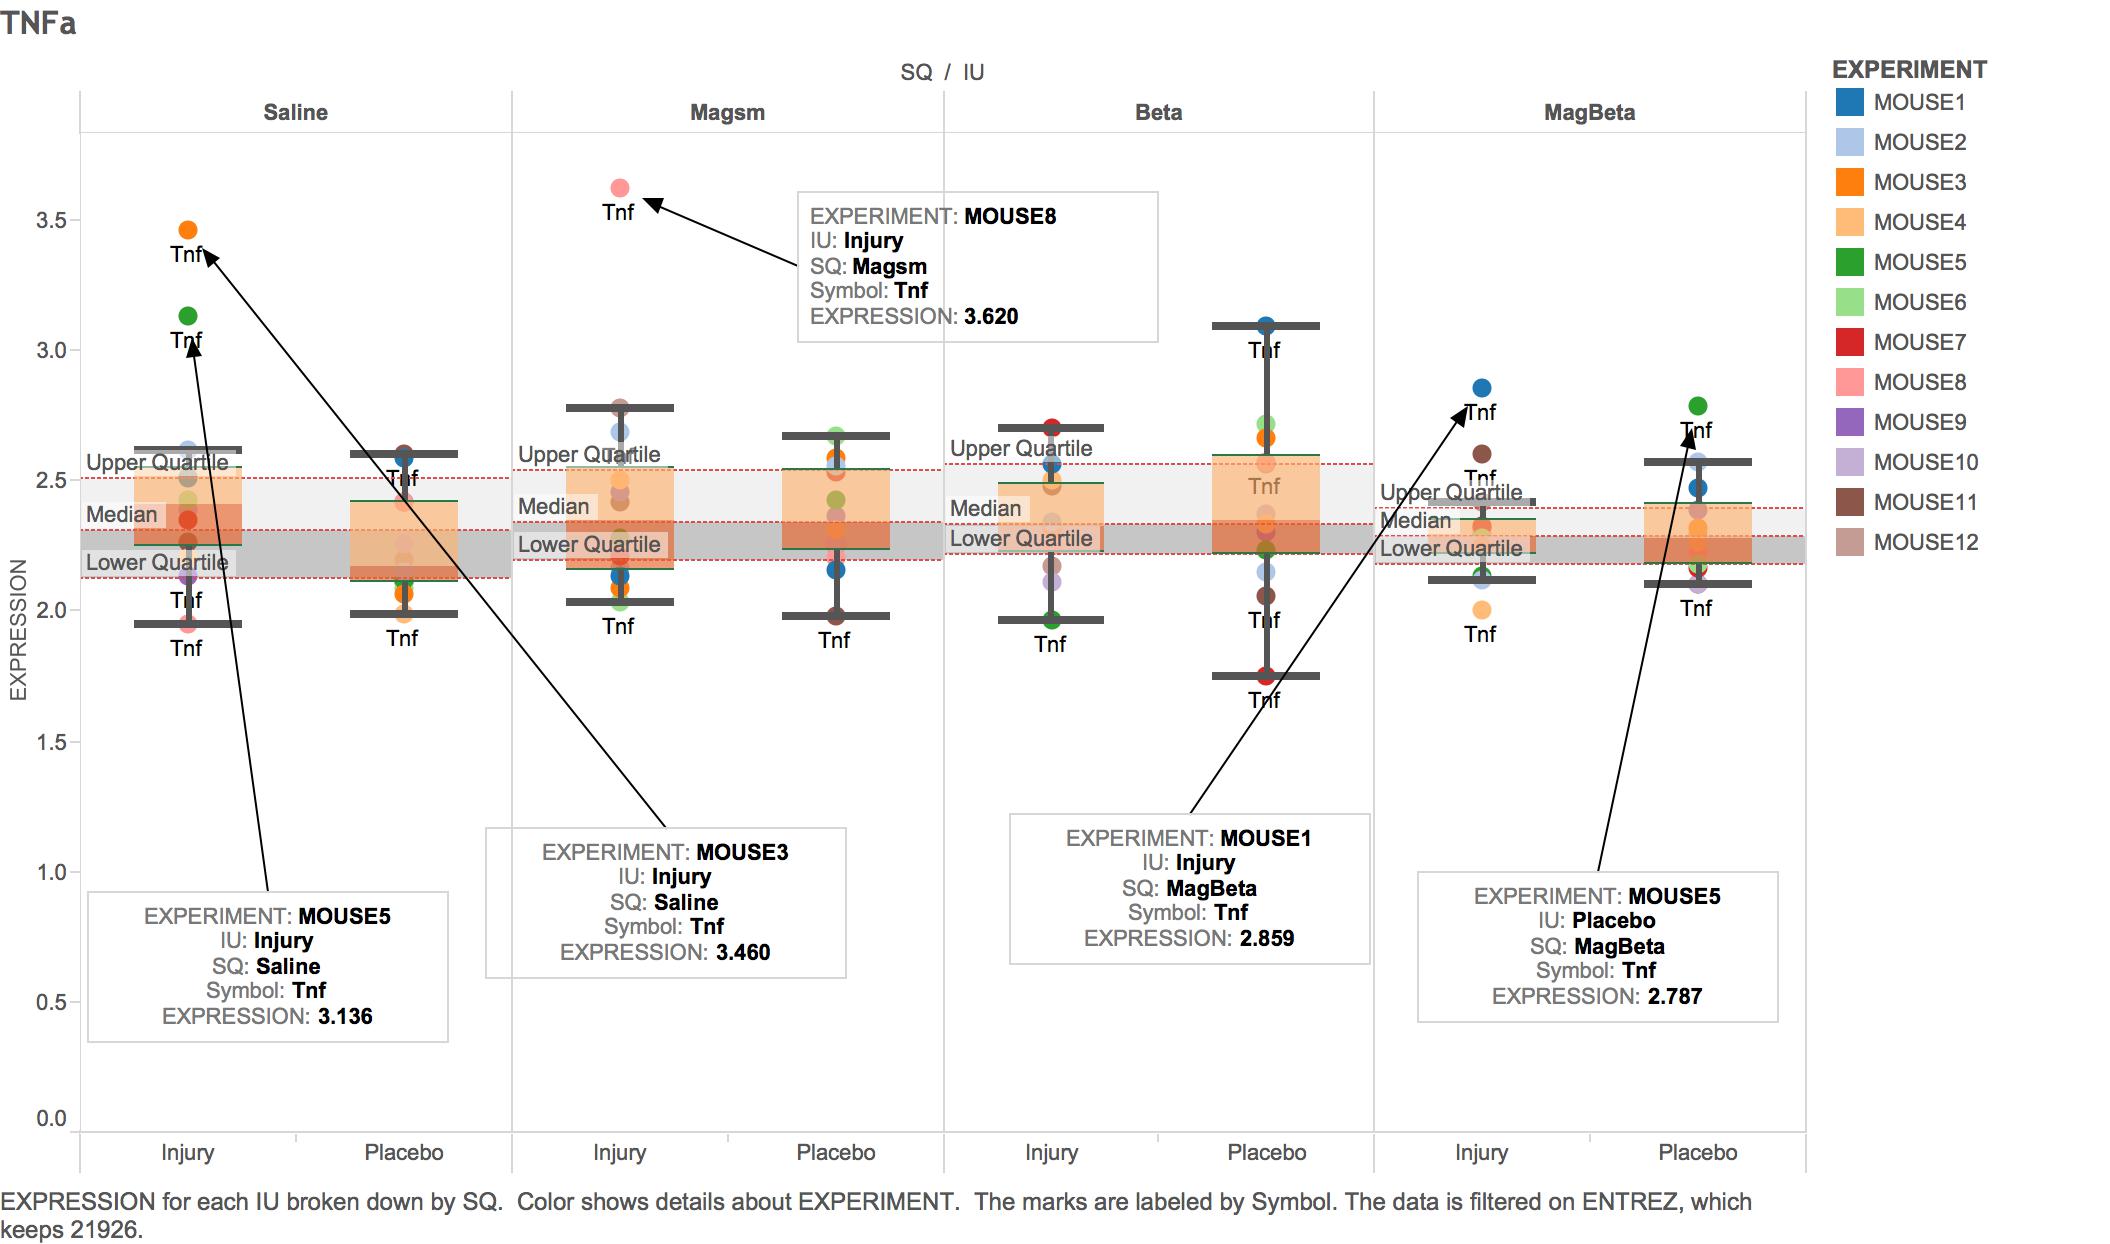 TNFa
SQ / IU
Saline
Magsm
Beta
MagBeta
EXPERIMENT
MOUSE1
MOUSE2
MOUSE3
MOUSE4
MOUSE5
MOUSE6
MOUSE7
MOUSE8
MOUSE9
MOUSE10
MOUSE11
MOUSE12
EXPRESSION
3.5
3.0
2.5
2.0
1.5
1.0
0.5
0.0
Tnf
Tnf
Upper Quartile
Median
Lower Quartile
Tnf
Tnf
Tnf
Tnf
Tnf
Upper Quartile
Tnf
Median
Lower Quartile
Tnf
Tnf
EXPERIMENT: MOUSE8
IU: Injury
SQ: Magsm
Symbol: Tnf
EXPRESSION: 3.620
Upper Quartile
Median
Lower Quartile
Tnf
Tnf
Tnf
Tnf
Tnf
Tnf
Tnf
Upper Quartile
Median
Lower Quartile
Tnf
Tnf
Tnf
EXPERIMENT: MOUSE5
IU: Injury
SQ: Saline
Symbol: Tnf
EXPRESSION: 3.136
EXPERIMENT: MOUSE3
IU: Injury
SQ: Saline
Symbol: Tnf
EXPRESSION: 3.460
EXPERIMENT: MOUSE1
IU: Injury
SQ: MagBeta
Symbol: Tnf
EXPRESSION: 2.859
EXPERIMENT: MOUSE5
IU: Placebo
SQ: MagBeta
Symbol: Tnf
EXPRESSION: 2.787
Injury
Placebo
Injury
Placebo
Injury
Placebo
Injury
Placebo
EXPRESSION for each IU broken down by SQ. Color shows details about EXPERIMENT. The marks are labeled by Symbol. The data is filtered on ENTREZ, which
keeps 21926.